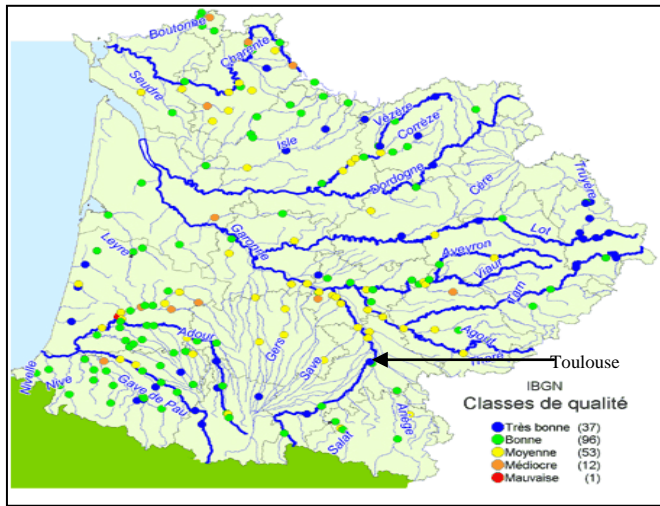 Boutonne
Charente
Seudre
Isle
Vézère
Corrèze
Dordogne
Cère
Truyère
Lot
Leyre
Garonne
Aveyron
Viaur
Tarn
Agout
Thoré
Adour
Gers
Save
Toulouse
Nivelle
Nive
Gave de Pau
Salat
Ariège
IBGN
Classes de qualité
Très bonne (37)
Bonne (96)
Moyenne (53)
Médiocre (12)
Mauvaise (1)